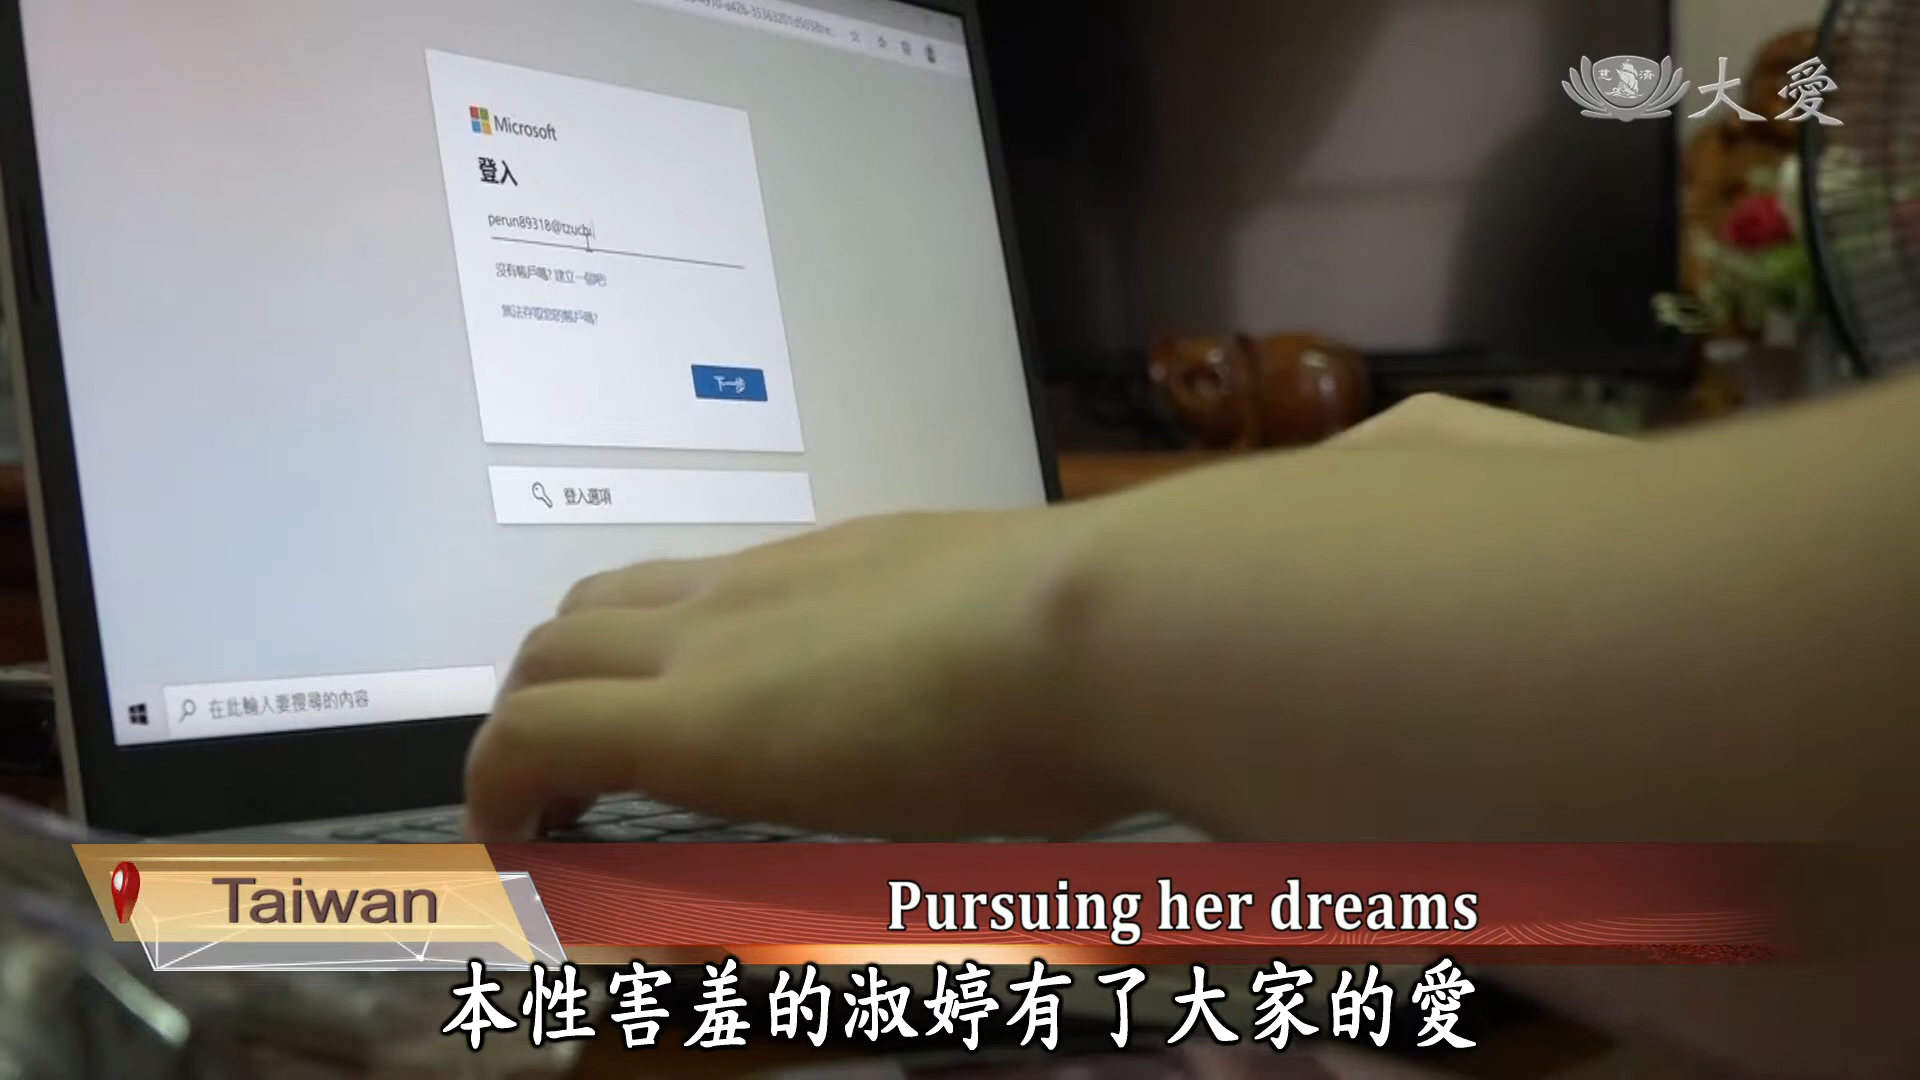 慈濟
大愛
Microsoft
登入
perun89318@tzuchi
沒有帳戶嗎? 建立一個吧!
無法存取您的帳戶嗎?
下一步
登入選項
在此輸入要搜尋的內容
Taiwan
Pursuing her dreams
本性害羞的淑婷有了大家的愛